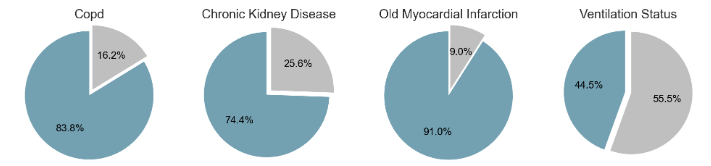 Copd
Chronic Kidney Disease
Old Myocardial Infarction
Ventilation Status
16.2%
83.8%
25.6%
74.4%
9.0%
91.0%
44.5%
55.5%